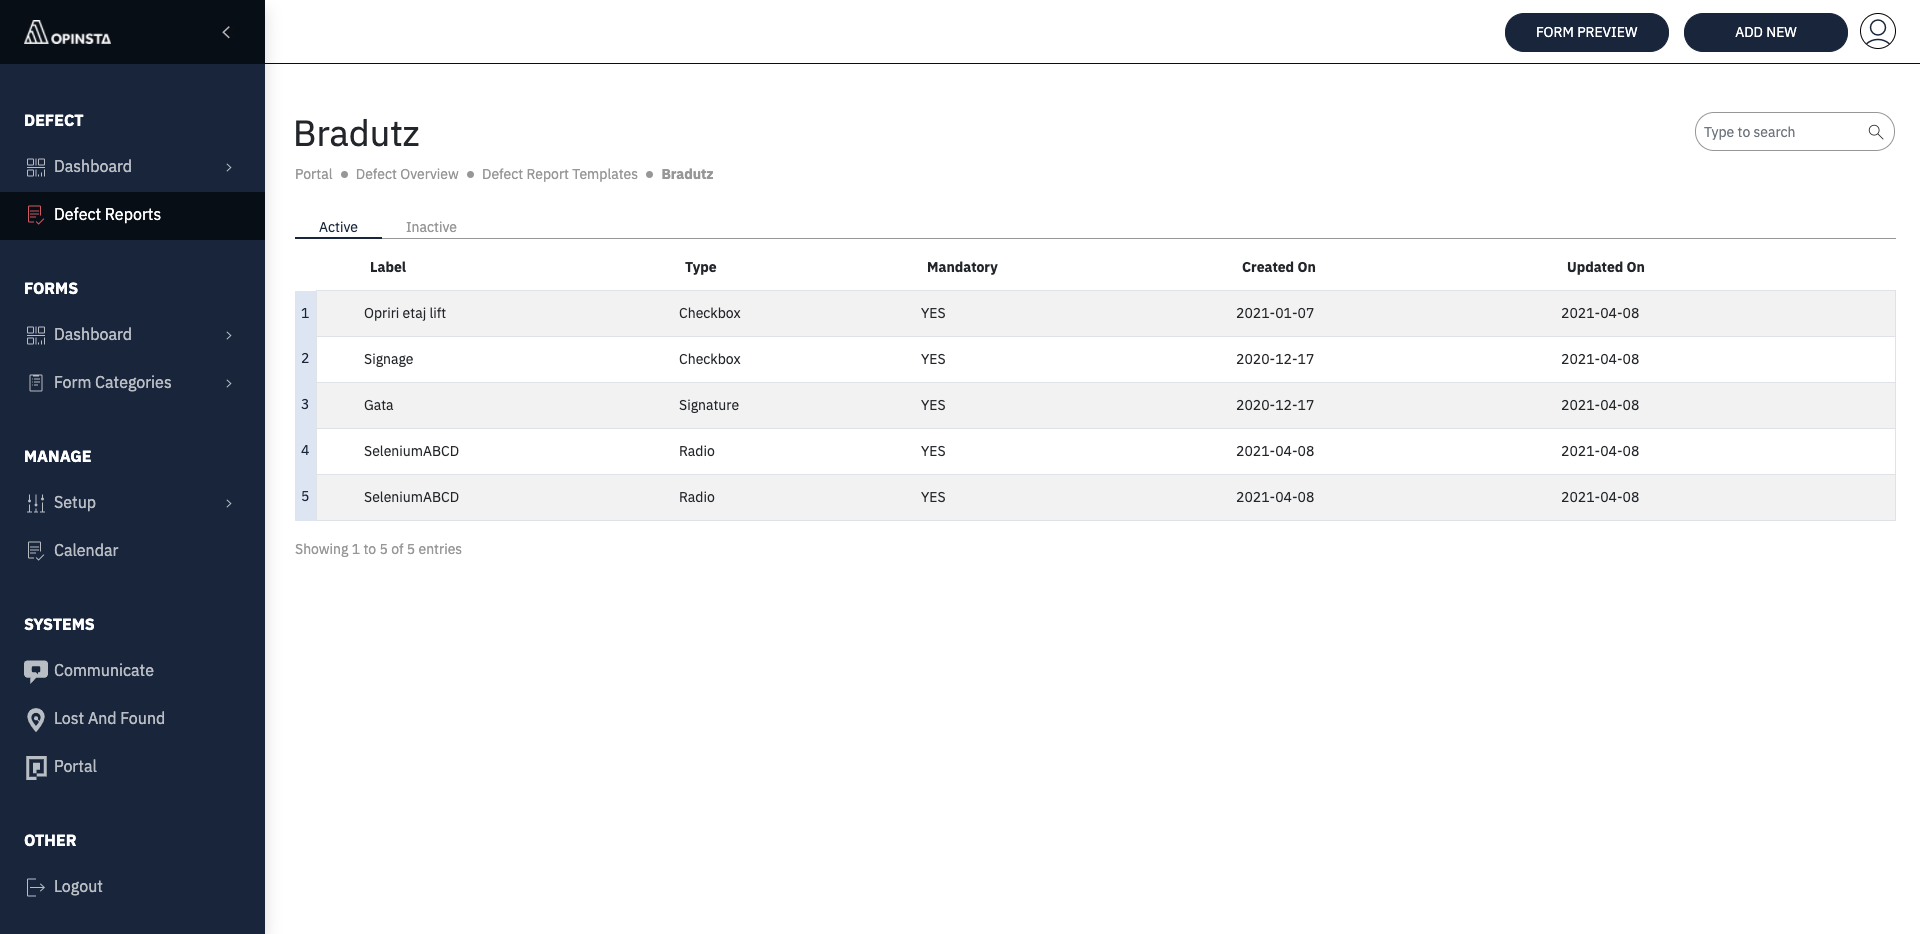 OPINSTA
FORM PREVIEW
ADD NEW
DEFECT
Dashboard
Defect Reports
FORMS
Dashboard
Form Categories
MANAGE
Setup
Calendar
SYSTEMS
Communicate
Lost And Found
Portal
OTHER
Logout
Bradutz
Type to search
Portal ● Defect Overview ● Defect Report Templates ● Bradutz
Active Inactive
Label Type Mandatory Created On Updated On
1 Opriri etaj lift Checkbox YES 2021-01-07 2021-04-08
2 Signage Checkbox YES 2020-12-17 2021-04-08
3 Gata Signature YES 2020-12-17 2021-04-08
4 SeleniumABCD Radio YES 2021-04-08 2021-04-08
5 SeleniumABCD Radio YES 2021-04-08 2021-04-08
Showing 1 to 5 of 5 entries